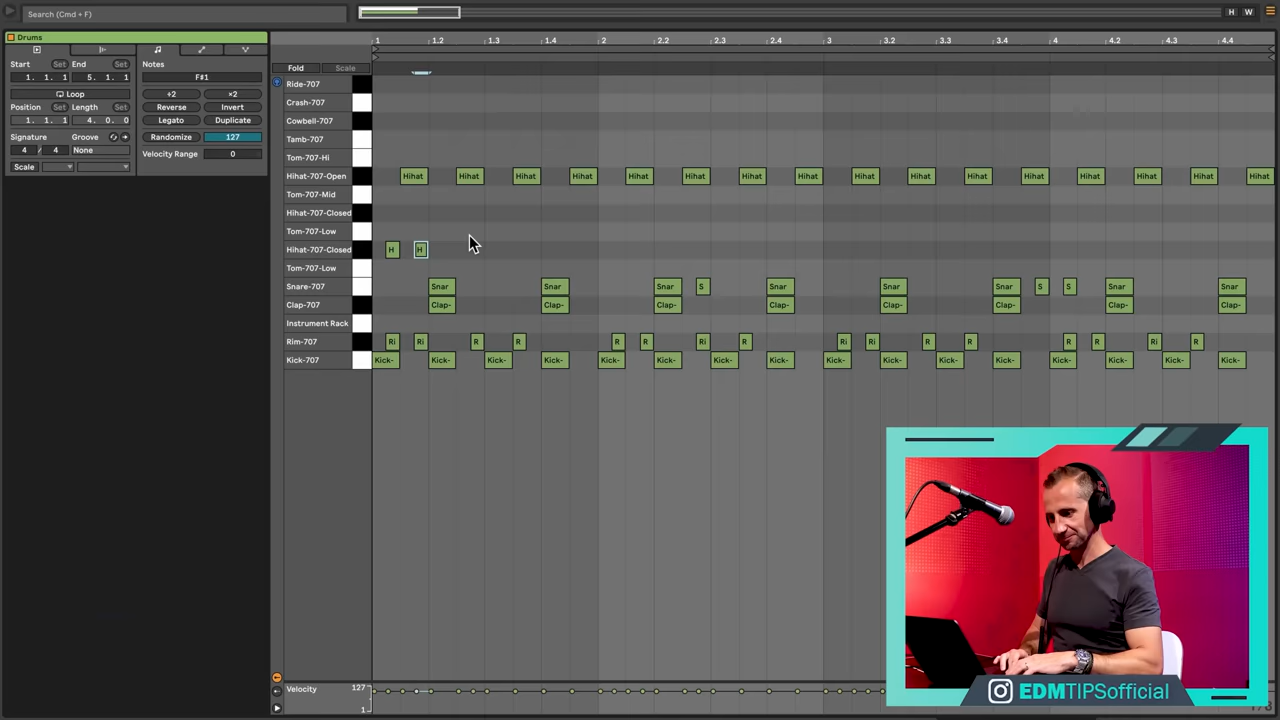 Search (Cmd + F)
H W
Drums
Start Set End Set
1. 1. 1 5. 1. 1
Loop
Position Set Length Set
1. 1. 1 4. 0. 0
Signature Groove
4 / 4 None
Scale
Notes
F#1
÷2 ×2
Reverse Invert
Legato Duplicate
Randomize 127
Velocity Range 0
1 1.2 1.3 1.4 2 2.2 2.3 2.4 3 3.2 3.3 3.4 4 4.2 4.3 4.4
Fold Scale
Ride-707
Crash-707
Cowbell-707
Tamb-707
Tom-707-Hi
Hihat-707-Open Hihat Hihat Hihat Hihat Hihat Hihat Hihat Hihat Hihat Hihat Hihat Hihat Hihat Hihat Hihat Hihat
Tom-707-Mid
Hihat-707-Closed
Tom-707-Low
Hihat-707-Closed H H
Tom-707-Low
Snare-707 Snar Snar Snar S Snar Snar Snar S S Snar Snar
Clap-707 Clap- Clap- Clap- Clap- Clap- Clap- Clap- Clap-
Instrument Rack
Rim-707 Ri Ri R R R R Ri R Ri Ri R R R R Ri R
Kick-707 Kick- Kick- Kick- Kick- Kick- Kick- Kick- Kick- Kick- Kick- Kick- Kick- Kick- Kick- Kick- Kick-
Velocity 127
1
EDMTIPSofficial